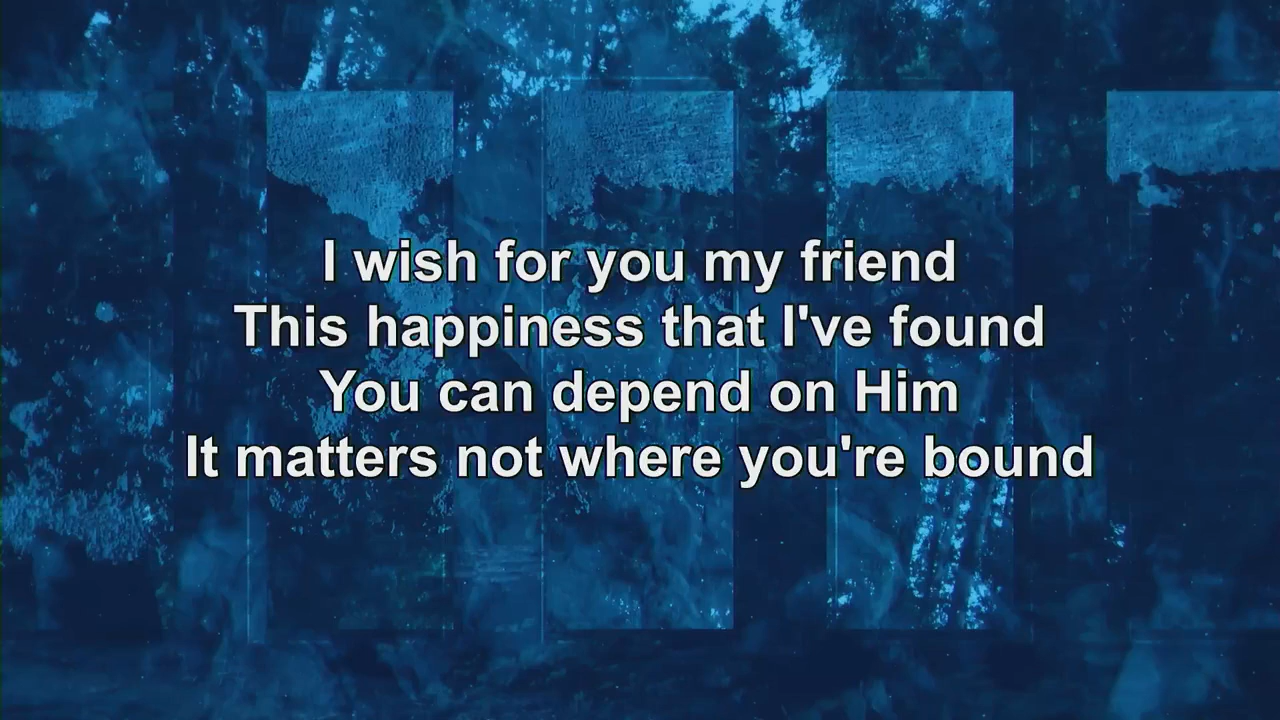 I wish for you my friend
This happiness that I've found
You can depend on Him
It matters not where you're bound